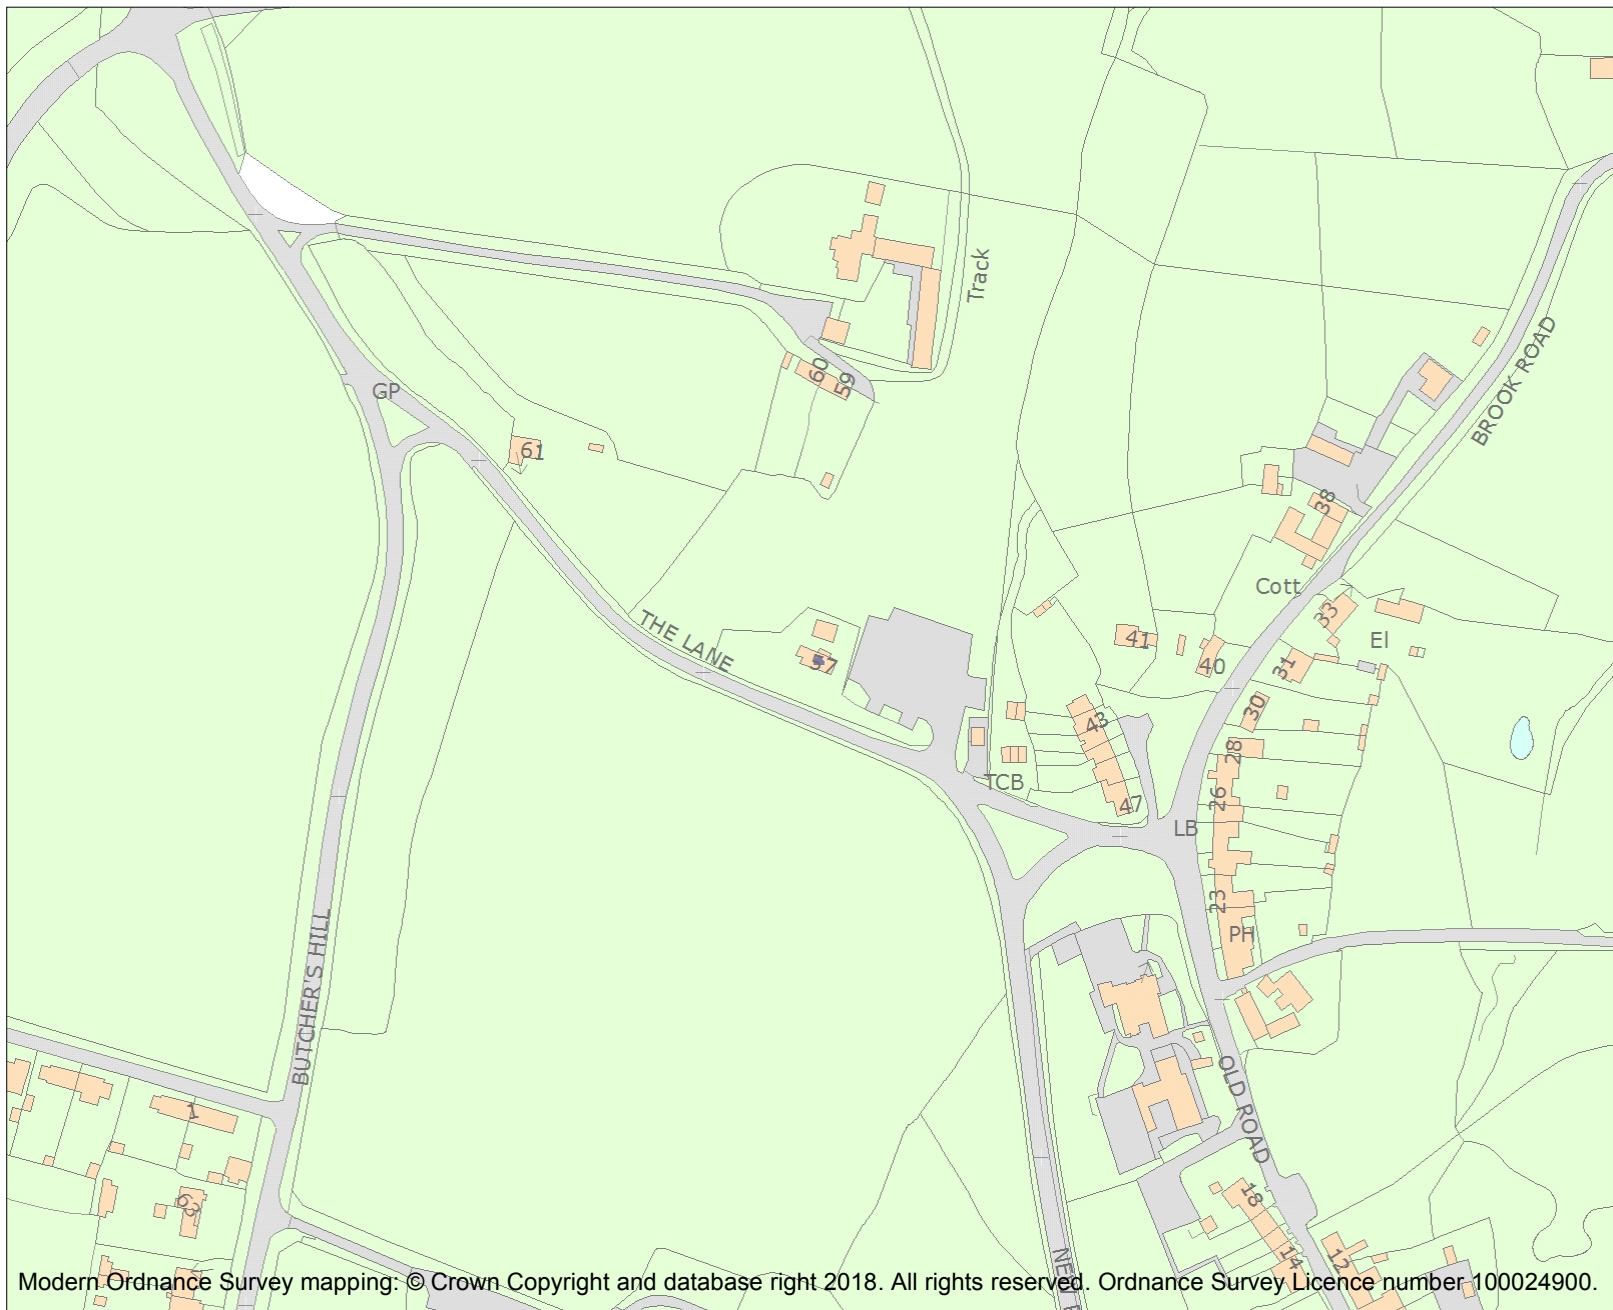 Track
60
59
GP
61
BROOK ROAD
38
Cott
33
El
THE LANE
57
41
40
31
30
43
28
TCB
47
26
LB
23
PH
BUTCHER'S HILL
OLD ROAD
1
63
18
14
12
Modern Ordnance Survey mapping: © Crown Copyright and database right 2018. All rights reserved. Ordnance Survey Licence number 100024900.